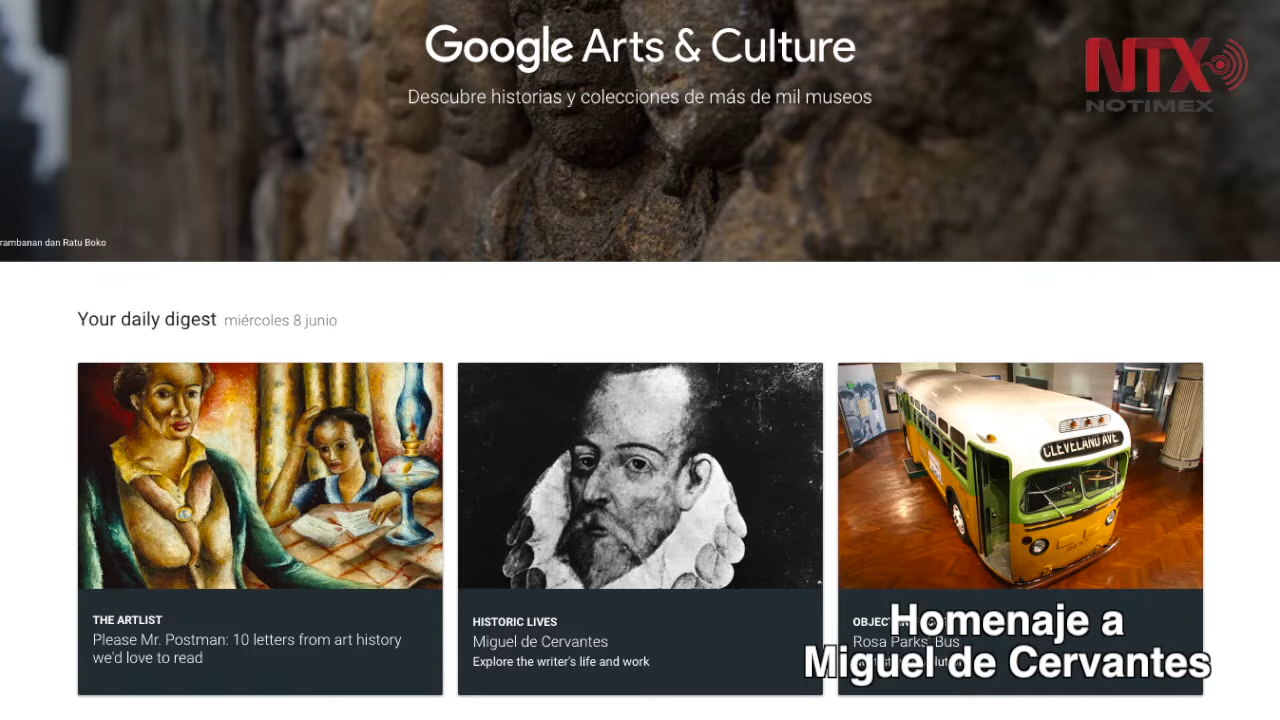 Google Arts & Culture
Descubre historias y colecciones de más de mil museos
NTX
NOTIMEX
rambanan dan Ratu Boko
Your daily digest miércoles 8 junio
THE ARTLIST
Please Mr. Postman: 10 letters from art history
we'd love to read
HISTORIC LIVES
Miguel de Cervantes
Explore the writer's life and work
CLEVELAND AVE
Rosa Parks' Bus
Homenaje a
Miguel de Cervantes